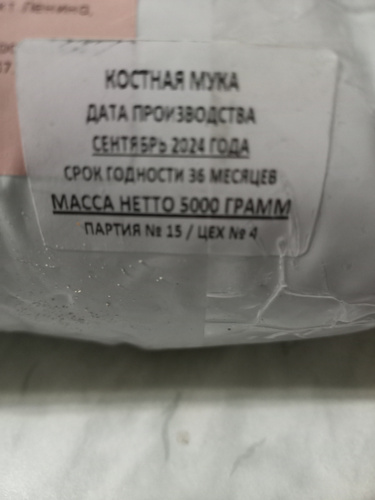 т Ленина,
КОСТНАЯ МУКА
ДАТА ПРОИЗВОДСТВА
СЕНТЯБРЬ 2024 ГОДА
СРОК ГОДНОСТИ 36 МЕСЯЦЕВ
МАССА НЕТТО 5000 ГРАММ
ПАРТИЯ № 15 / ЦЕХ № 4